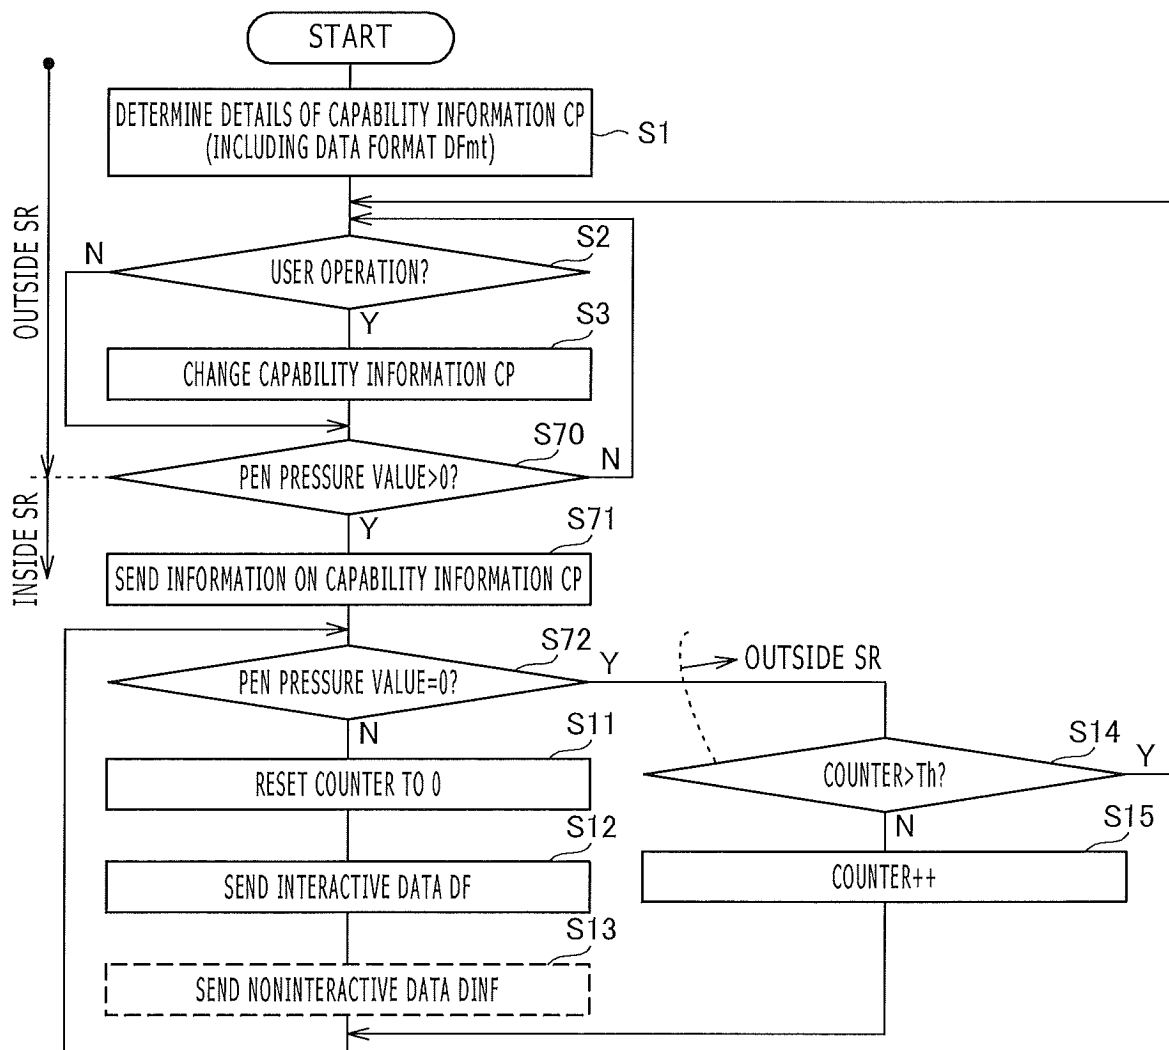 START
DETERMINE DETAILS OF CAPABILITY INFORMATION CP
(INCLUDING DATA FORMAT DFmt)
S1
OUTSIDE SR
N
USER OPERATION?
S2
Y
S3
CHANGE CAPABILITY INFORMATION CP
S70
PEN PRESSURE VALUE>0?
N
Y
INSIDE SR
S71
SEND INFORMATION ON CAPABILITY INFORMATION CP
S72
PEN PRESSURE VALUE=0?
Y
OUTSIDE SR
N
S11
RESET COUNTER TO 0
S14
COUNTER>Th?
Y
N
S12
SEND INTERACTIVE DATA DF
S15
COUNTER++
S13
SEND NONINTERACTIVE DATA DINF